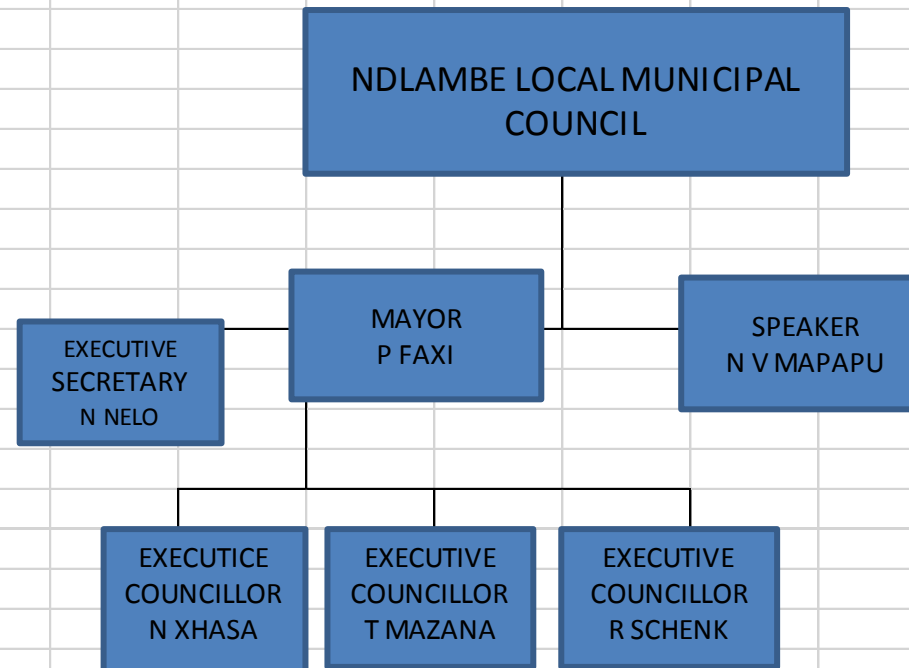 NDLAMBE LOCAL MUNICIPAL
COUNCIL
MAYOR
P FAXI
SPEAKER
N V MAPAPU
EXECUTIVE
SECRETARY
N NELO
EXECUTICE
COUNCILLOR
N XHASA
EXECUTIVE
COUNCILLOR
T MAZANA
EXECUTIVE
COUNCILLOR
R SCHENK